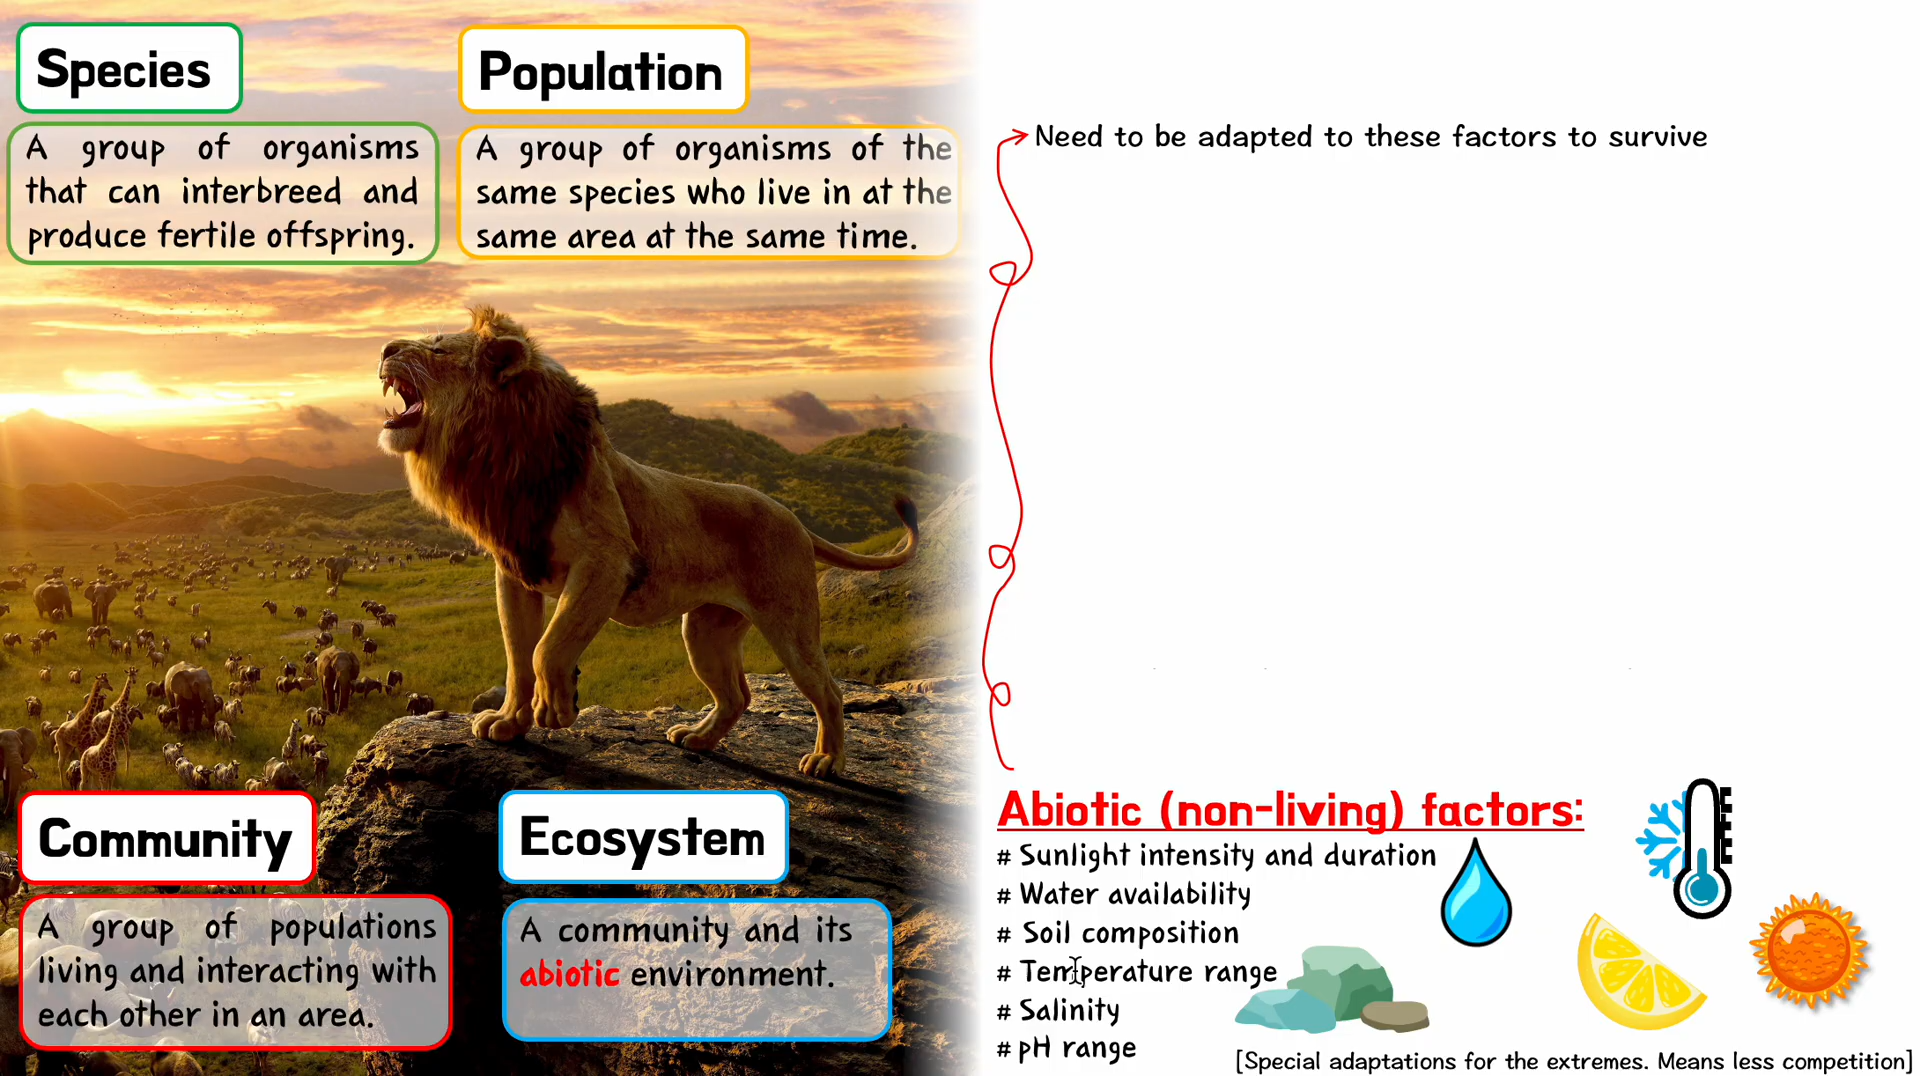 Species
A group of organisms
that can interbreed and
produce fertile offspring.
Population
A group of organisms of the
same species who live in at the
same area at the same time.
Need to be adapted to these factors to survive
Community
A group of populations
living and interacting with
each other in an area.
Ecosystem
A community and its
abiotic environment.
Abiotic (non-living) factors:
# Sunlight intensity and duration
# Water availability
# Soil composition
# Temperature range
# Salinity
# pH range
[Special adaptations for the extremes. Means less competition]